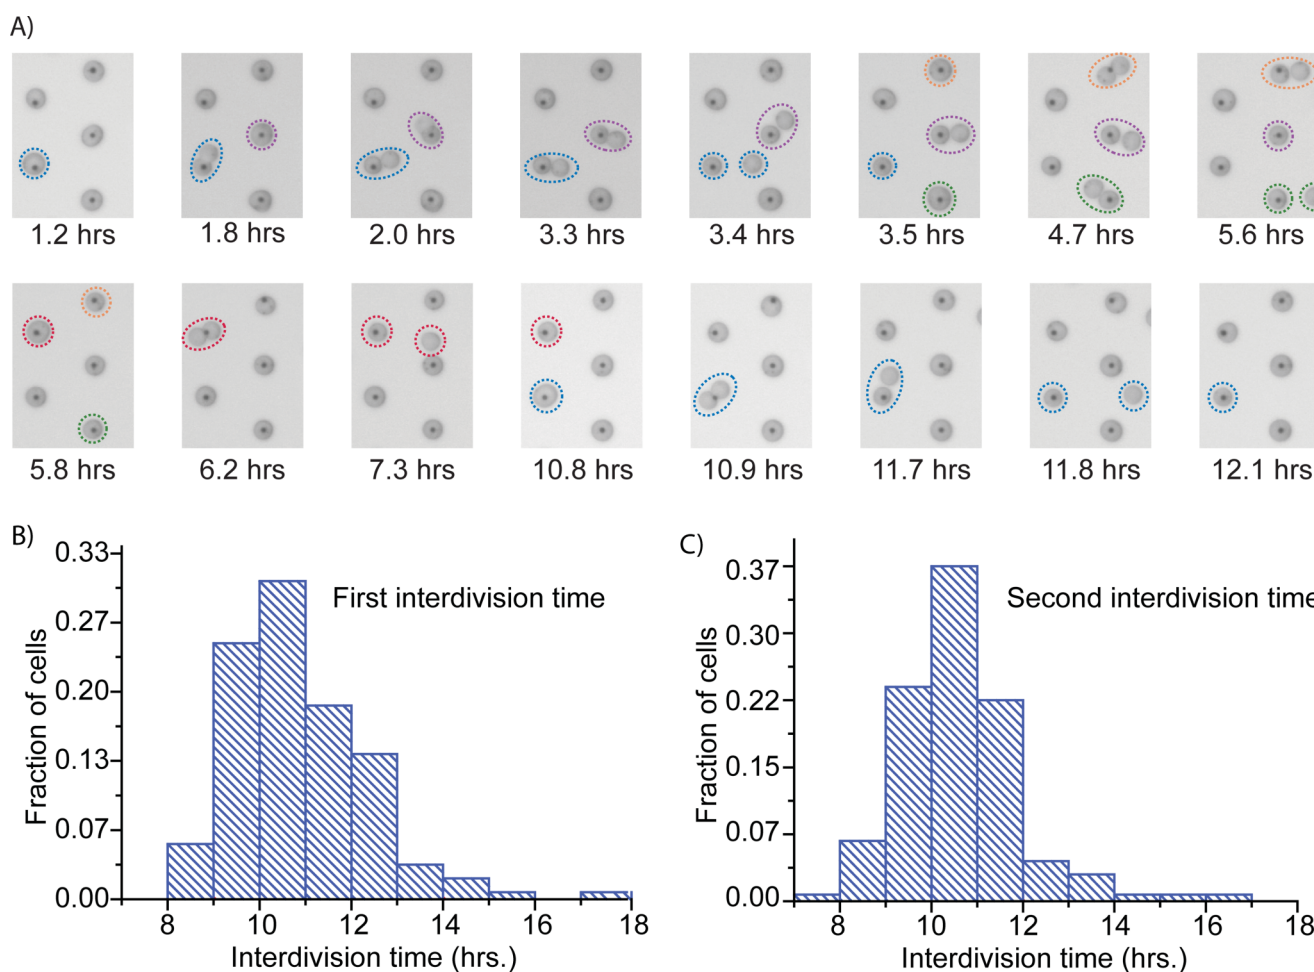 A)
1.2 hrs 1.8 hrs 2.0 hrs 3.3 hrs 3.4 hrs 3.5 hrs 4.7 hrs 5.6 hrs
5.8 hrs 6.2 hrs 7.3 hrs 10.8 hrs 10.9 hrs 11.7 hrs 11.8 hrs 12.1 hrs
B)
First interdivision time
Fraction of cells
0.33
0.27
0.20
0.13
0.07
0.00
8 10 12 14 16 18
Interdivision time (hrs.)
C)
Second interdivision time
Fraction of cells
0.37
0.30
0.22
0.15
0.07
0.00
8 10 12 14 16 18
Interdivision time (hrs.)